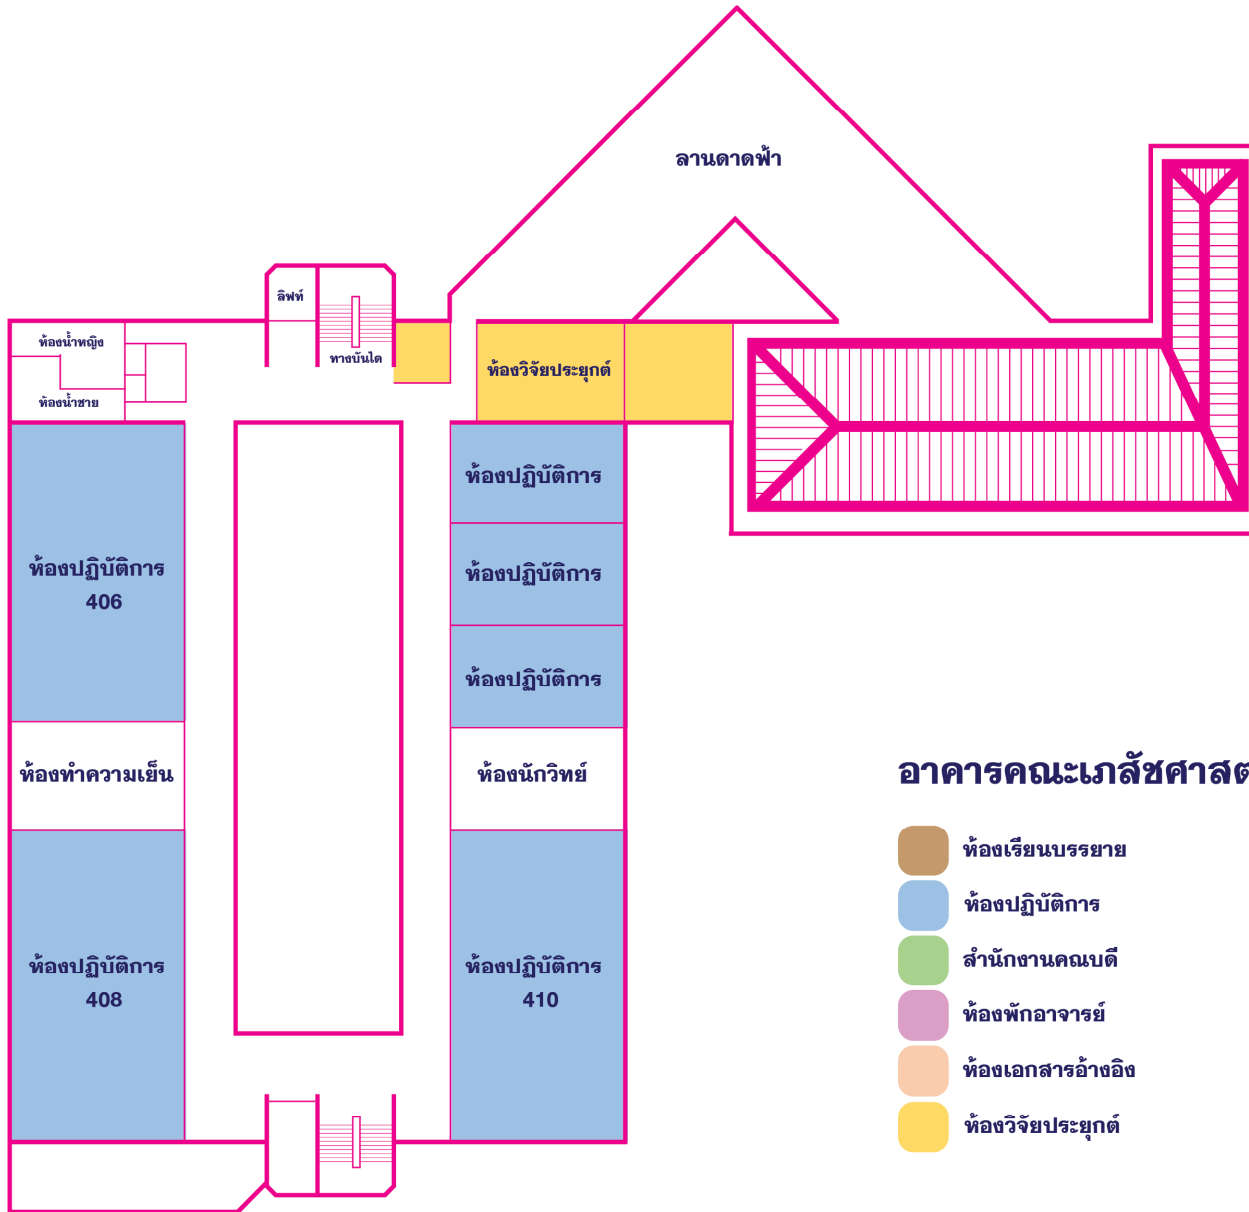 ลานดาดฟ้า
ลิฟท์
ทางบันได
ห้องน้ำหญิง
ห้องน้ำชาย
ห้องวิจัยประยุกต์
ห้องปฏิบัติการ
406
ห้องทำความเย็น
ห้องปฏิบัติการ
408
ห้องปฏิบัติการ
ห้องปฏิบัติการ
ห้องปฏิบัติการ
ห้องนักวิทย์
ห้องปฏิบัติการ
410
อาคารคณะเภสัชศาสต
ห้องเรียนบรรยาย
ห้องปฏิบัติการ
สำนักงานคณบดี
ห้องพักอาจารย์
ห้องเอกสารอ้างอิง
ห้องวิจัยประยุกต์